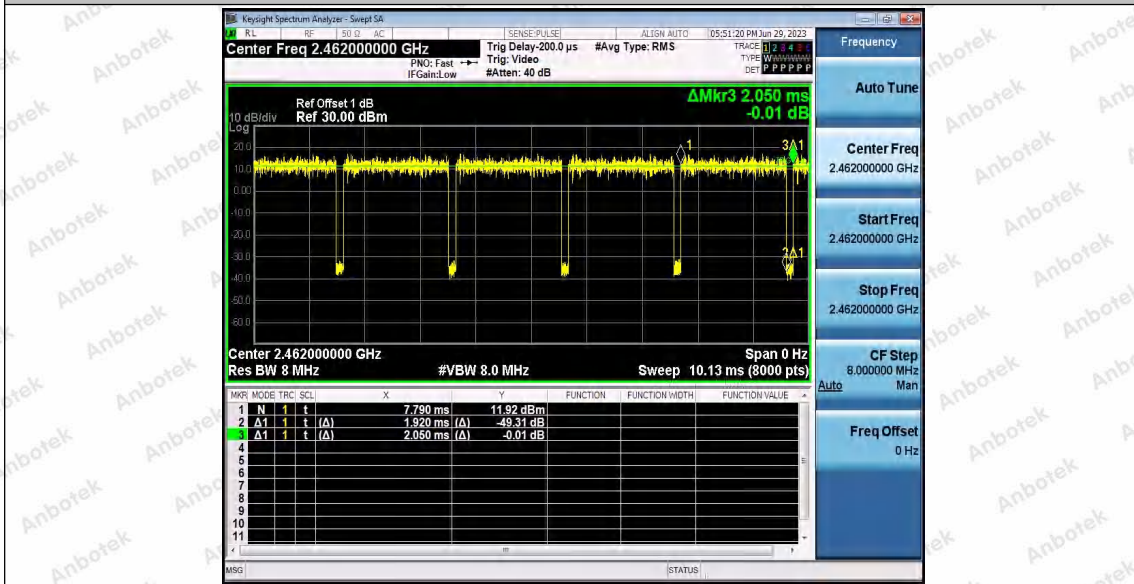 Keysight Spectrum Analyzer - Swept SA
RL RF 50 Ω AC SENSE:PULSE ALIGN AUTO 05:51:20 PM Jun 29, 2023
Center Freq 2.462000000 GHz Trig Delay-200.0 μs #Avg Type: RMS TRACE 1 2 3 4 5 6
PNO: Fast Trig: Video TYPE WWWWWW
IFGain:Low #Atten: 40 dB DET P P P P P P
Frequency
Auto Tune
Center Freq
2.462000000 GHz
Start Freq
2.462000000 GHz
Stop Freq
2.462000000 GHz
CF Step
8.000000 MHz
Auto Man
Freq Offset
0 Hz
ΔMkr3 2.050 ms
-0.01 dB
Ref Offset 1 dB
10 dB/div Ref 30.00 dBm
Log
20.0
10.0
0.00
-10.0
-20.0
-30.0
-40.0
-50.0
-60.0
1
3Δ1
2Δ1
Center 2.462000000 GHz Span 0 Hz
Res BW 8 MHz #VBW 8.0 MHz Sweep 10.13 ms (8000 pts)
MKR MODE TRC SCL X Y FUNCTION FUNCTION WIDTH FUNCTION VALUE
1 N 1 t 7.790 ms 11.92 dBm
2 Δ1 1 t (Δ) 1.920 ms (Δ) -49.31 dB
3 Δ1 1 t (Δ) 2.050 ms (Δ) -0.01 dB
4
5
6
7
8
9
10
11
MSG STATUS
Anbotek